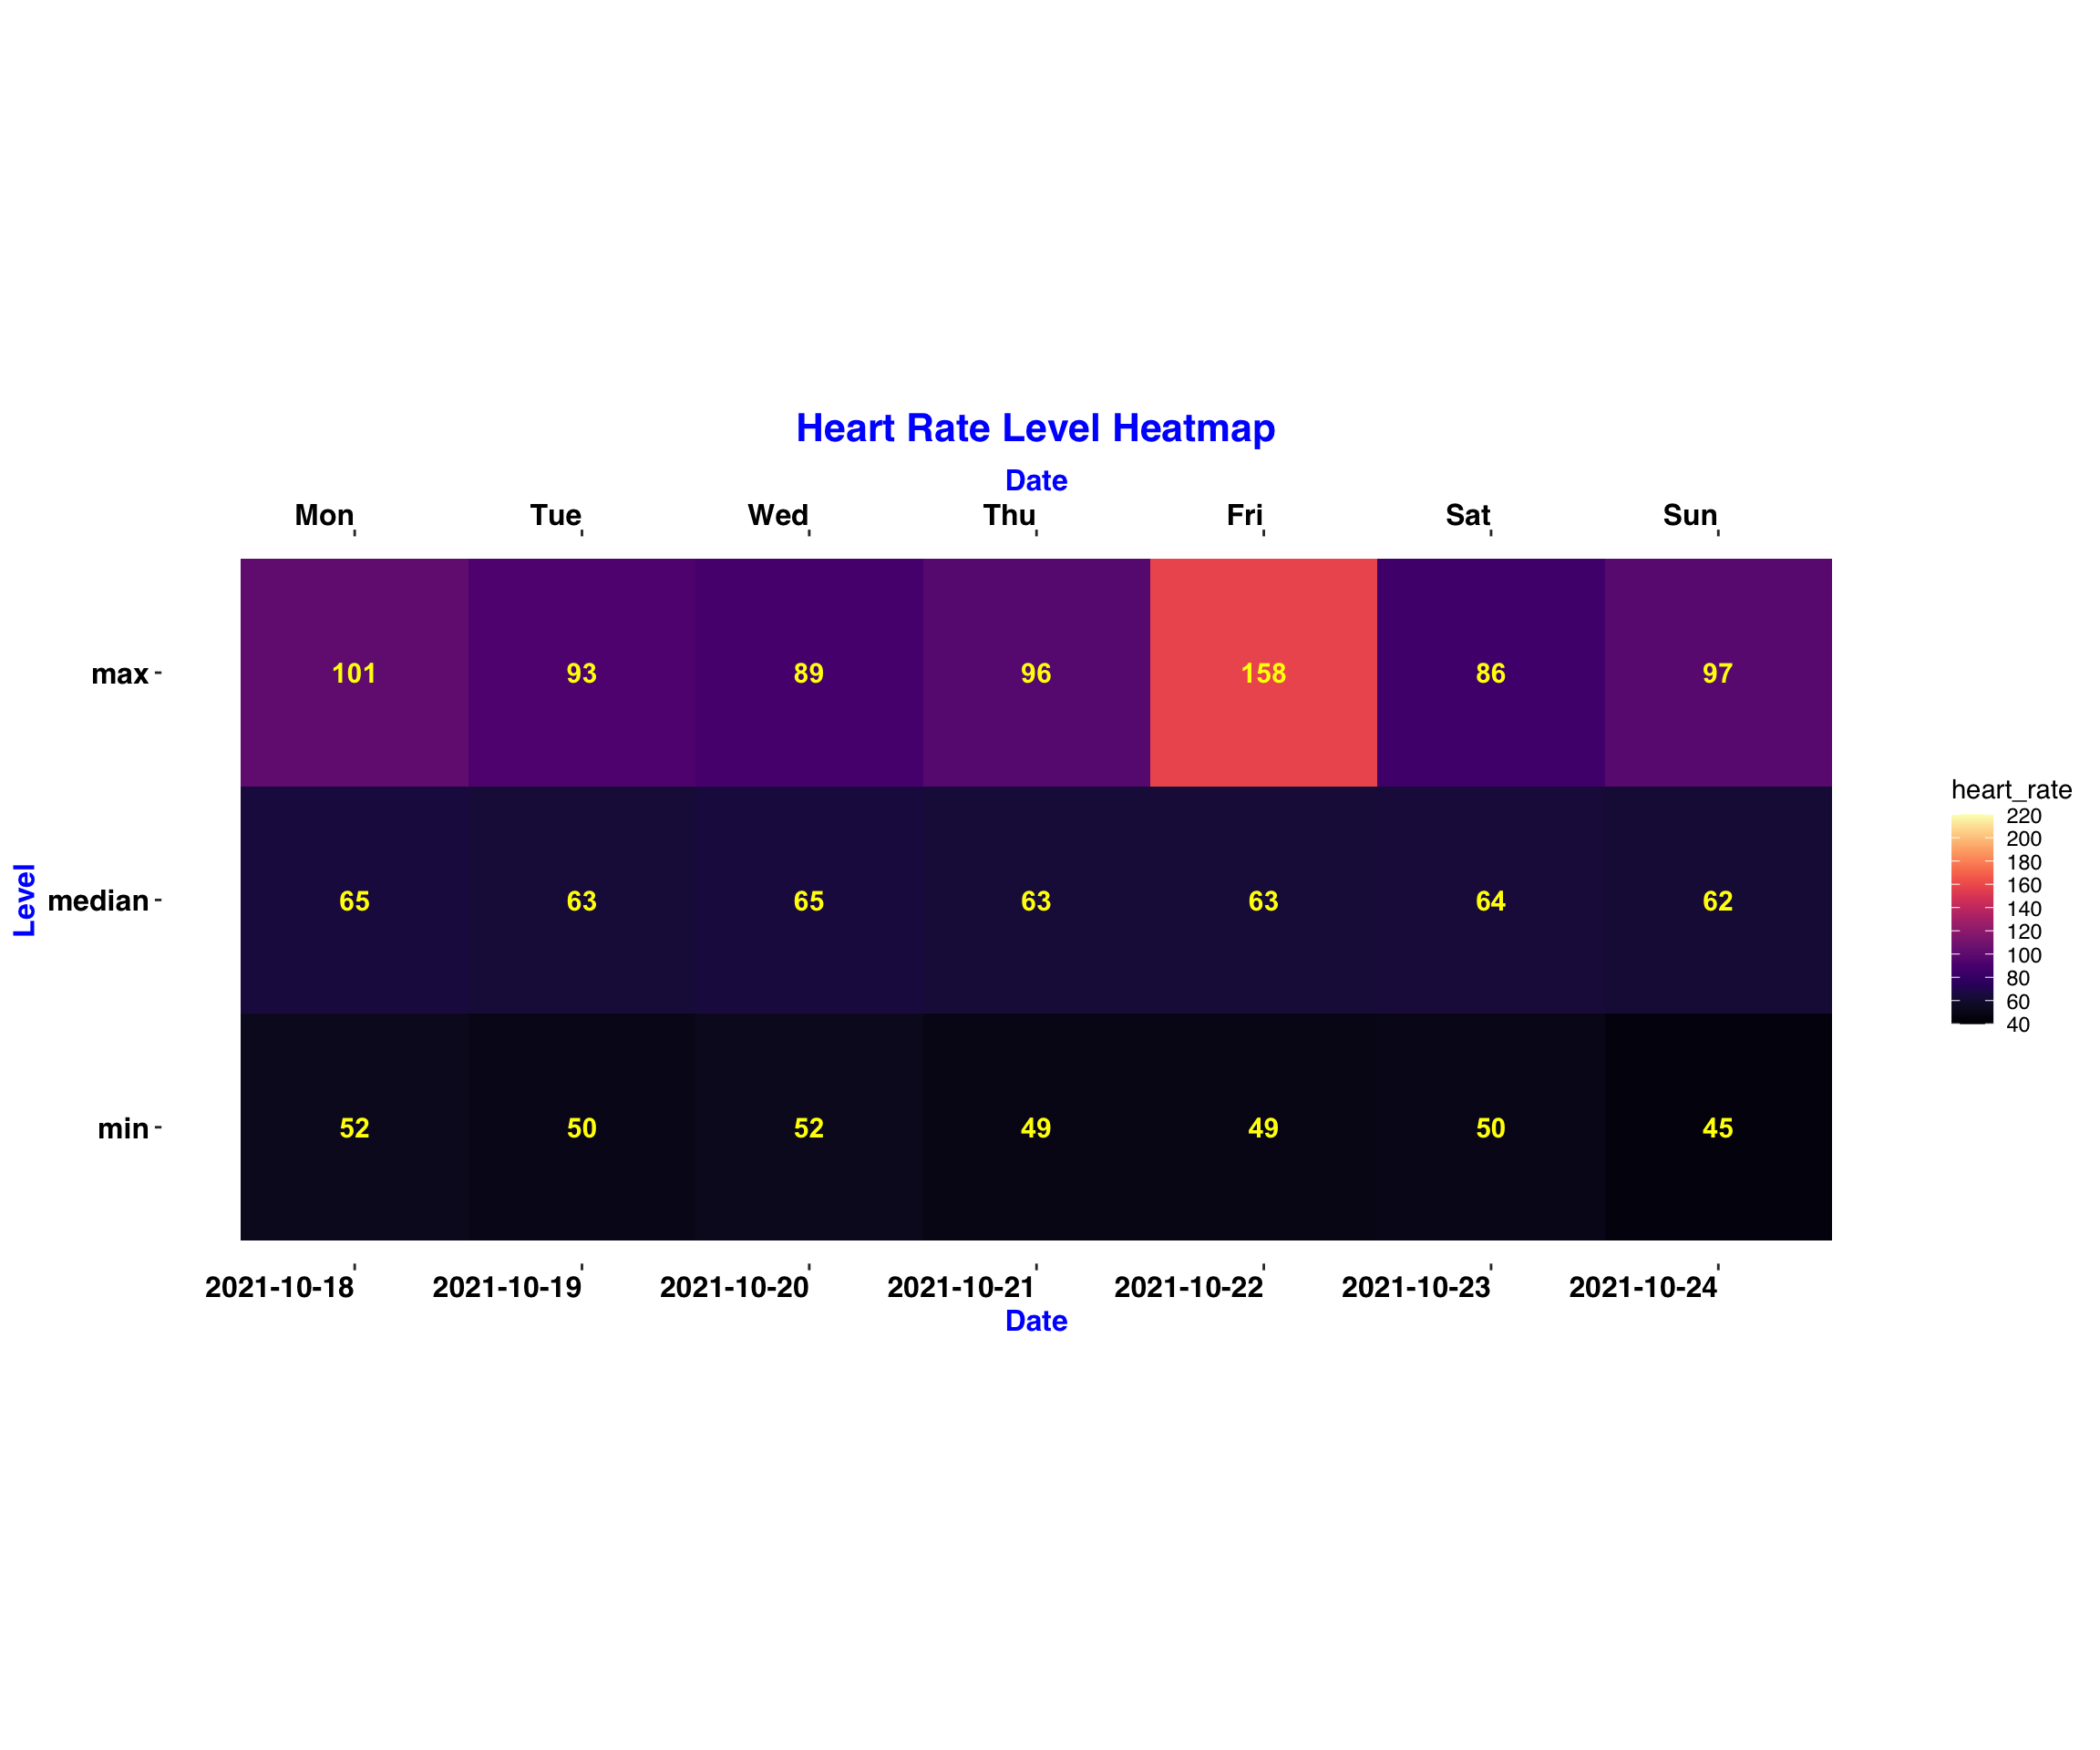 Heart Rate Level Heatmap
Date
Mon Tue Wed Thu Fri Sat Sun
max 101 93 89 96 158 86 97
Level
median 65 63 65 63 63 64 62
min 52 50 52 49 49 50 45
2021-10-18 2021-10-19 2021-10-20 2021-10-21 2021-10-22 2021-10-23 2021-10-24
Date
heart_rate
220
200
180
160
140
120
100
80
60
40